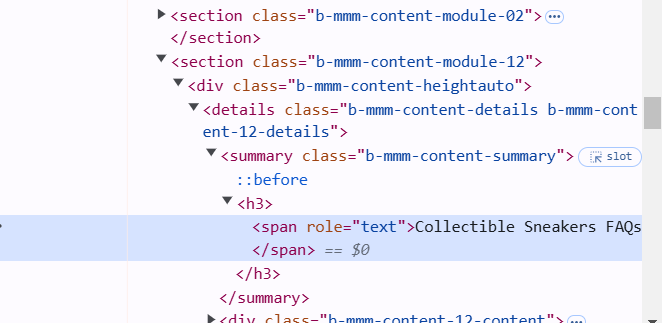 <section class="b-mmm-content-module-02">
</section>
<section class="b-mmm-content-module-12">
<div class="b-mmm-content-heightauto">
<details class="b-mmm-content-details b-mmm-cont
ent-12-details">
<summary class="b-mmm-content-summary"> slot
::before
<h3>
<span role="text">Collectible Sneakers FAQs
</span> == $0
</h3>
</summary>
<div class="b-mmm-content-12-content">